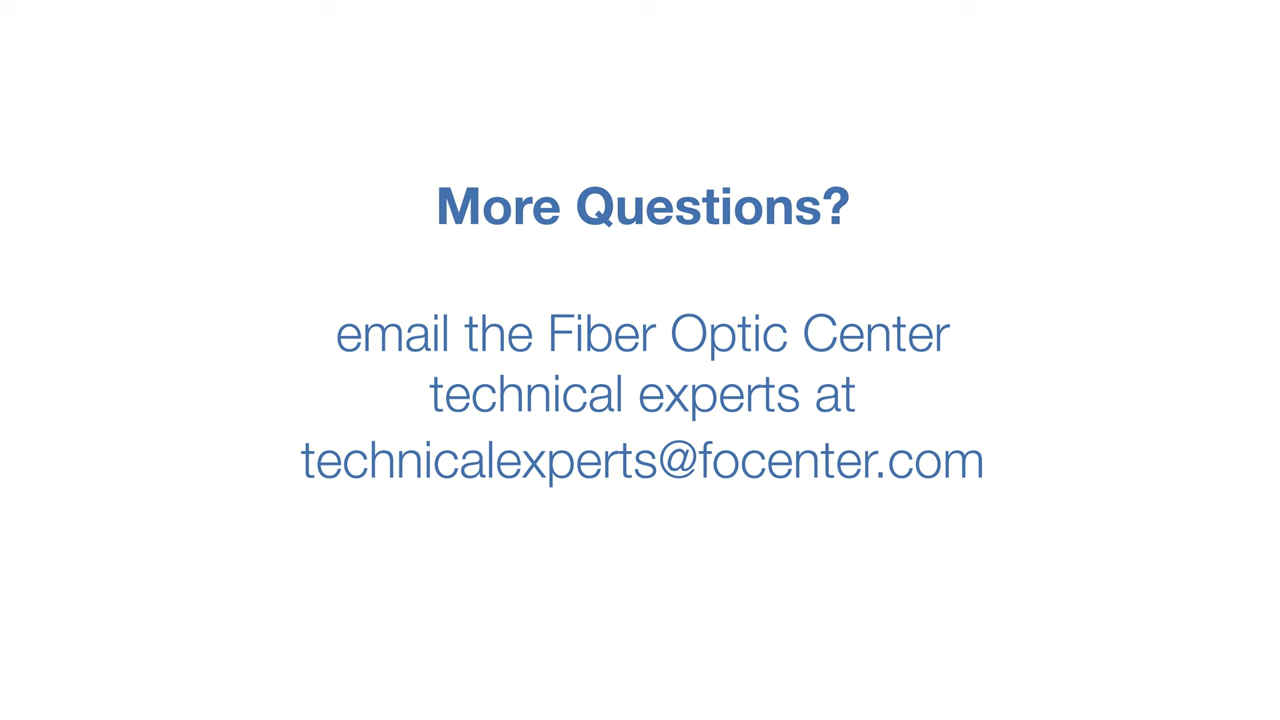 More Questions?
email the Fiber Optic Center
technical experts at
technicalexperts@focenter.com